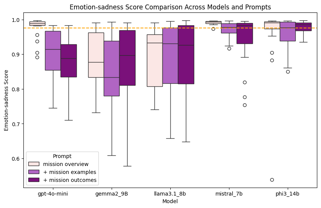 Emotion-sadness Score Comparison Across Models and Prompts
1.0
0.9
0.8
0.7
0.6
Emotion-sadness Score
Prompt
mission overview
+ mission examples
+ mission outcomes
gpt-4o-mini
gemma2_9B
llama3.1_8b
mistral_7b
phi3_14b
Model